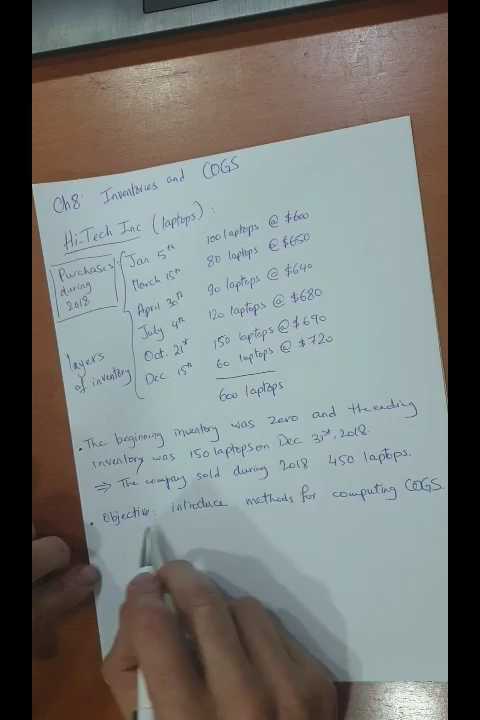 Ch8: Inventories and COGS
Hi-Tech Inc (laptops):
Purchases during 2018
layers of inventory
Jan 5th 100 laptops @ $600
March 15th 80 laptops @ $650
April 30th 90 laptops @ $640
July 4th 120 laptops @ $680
Oct. 21st 150 laptops @ $690
Dec 15th 60 laptops @ $720
600 laptops
• The beginning inventory was zero and the ending
inventory was 150 laptops on Dec 31st, 2018.
⇒ The company sold during 2018 450 laptops.
• Objective: introduce methods for computing COGS.